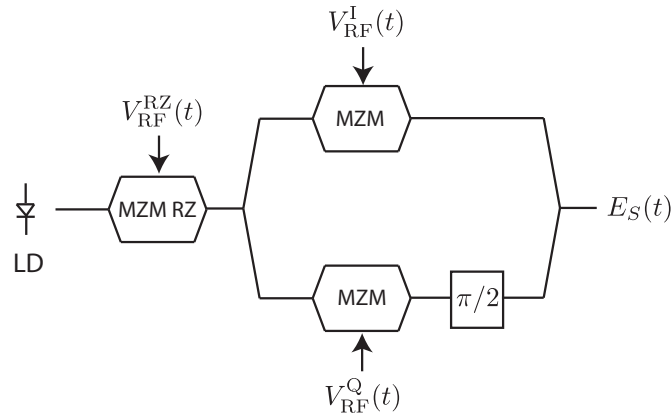 V_RF^I(t)
V_RF^RZ(t)
MZM
MZM RZ
E_S(t)
LD
MZM
π/2
V_RF^Q(t)